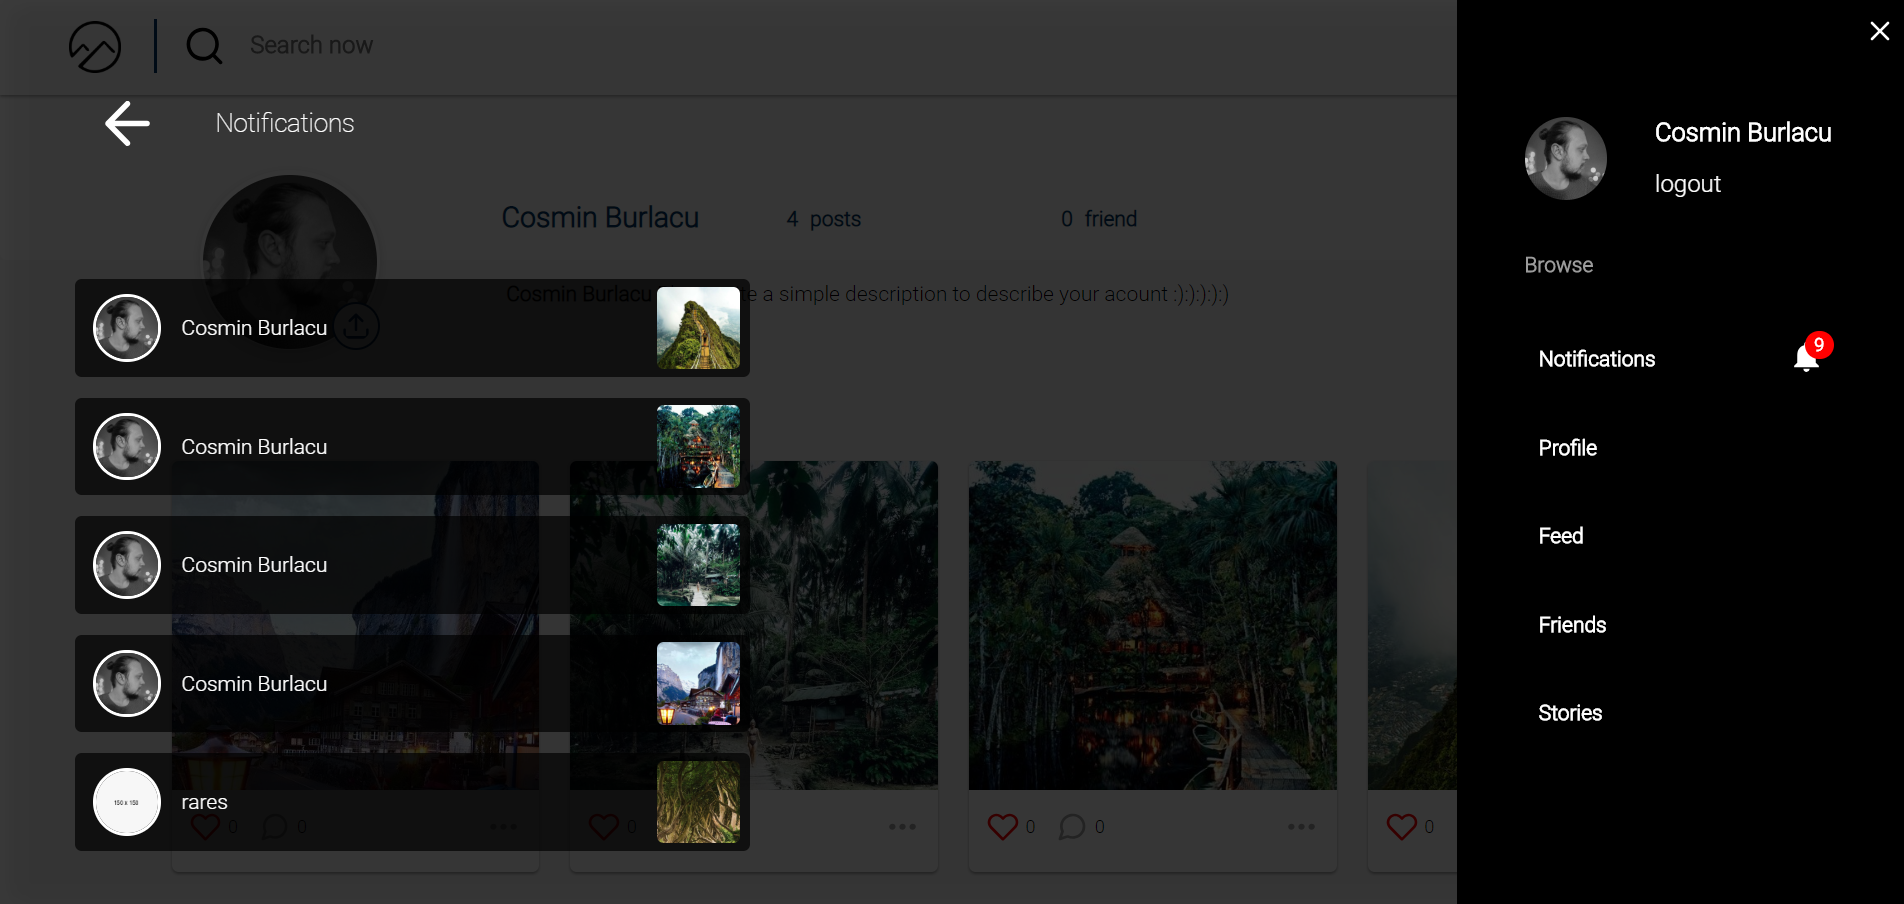 Search now
Notifications
Cosmin Burlacu
4 posts
0 friend
Cosmin Burlacu
e a simple description to describe your acount :):):):):)
Cosmin Burlacu
Cosmin Burlacu
Cosmin Burlacu
Cosmin Burlacu
150 x 150
rares
0
0
0
0
0
0
Cosmin Burlacu
logout
Browse
Notifications
9
Profile
Feed
Friends
Stories